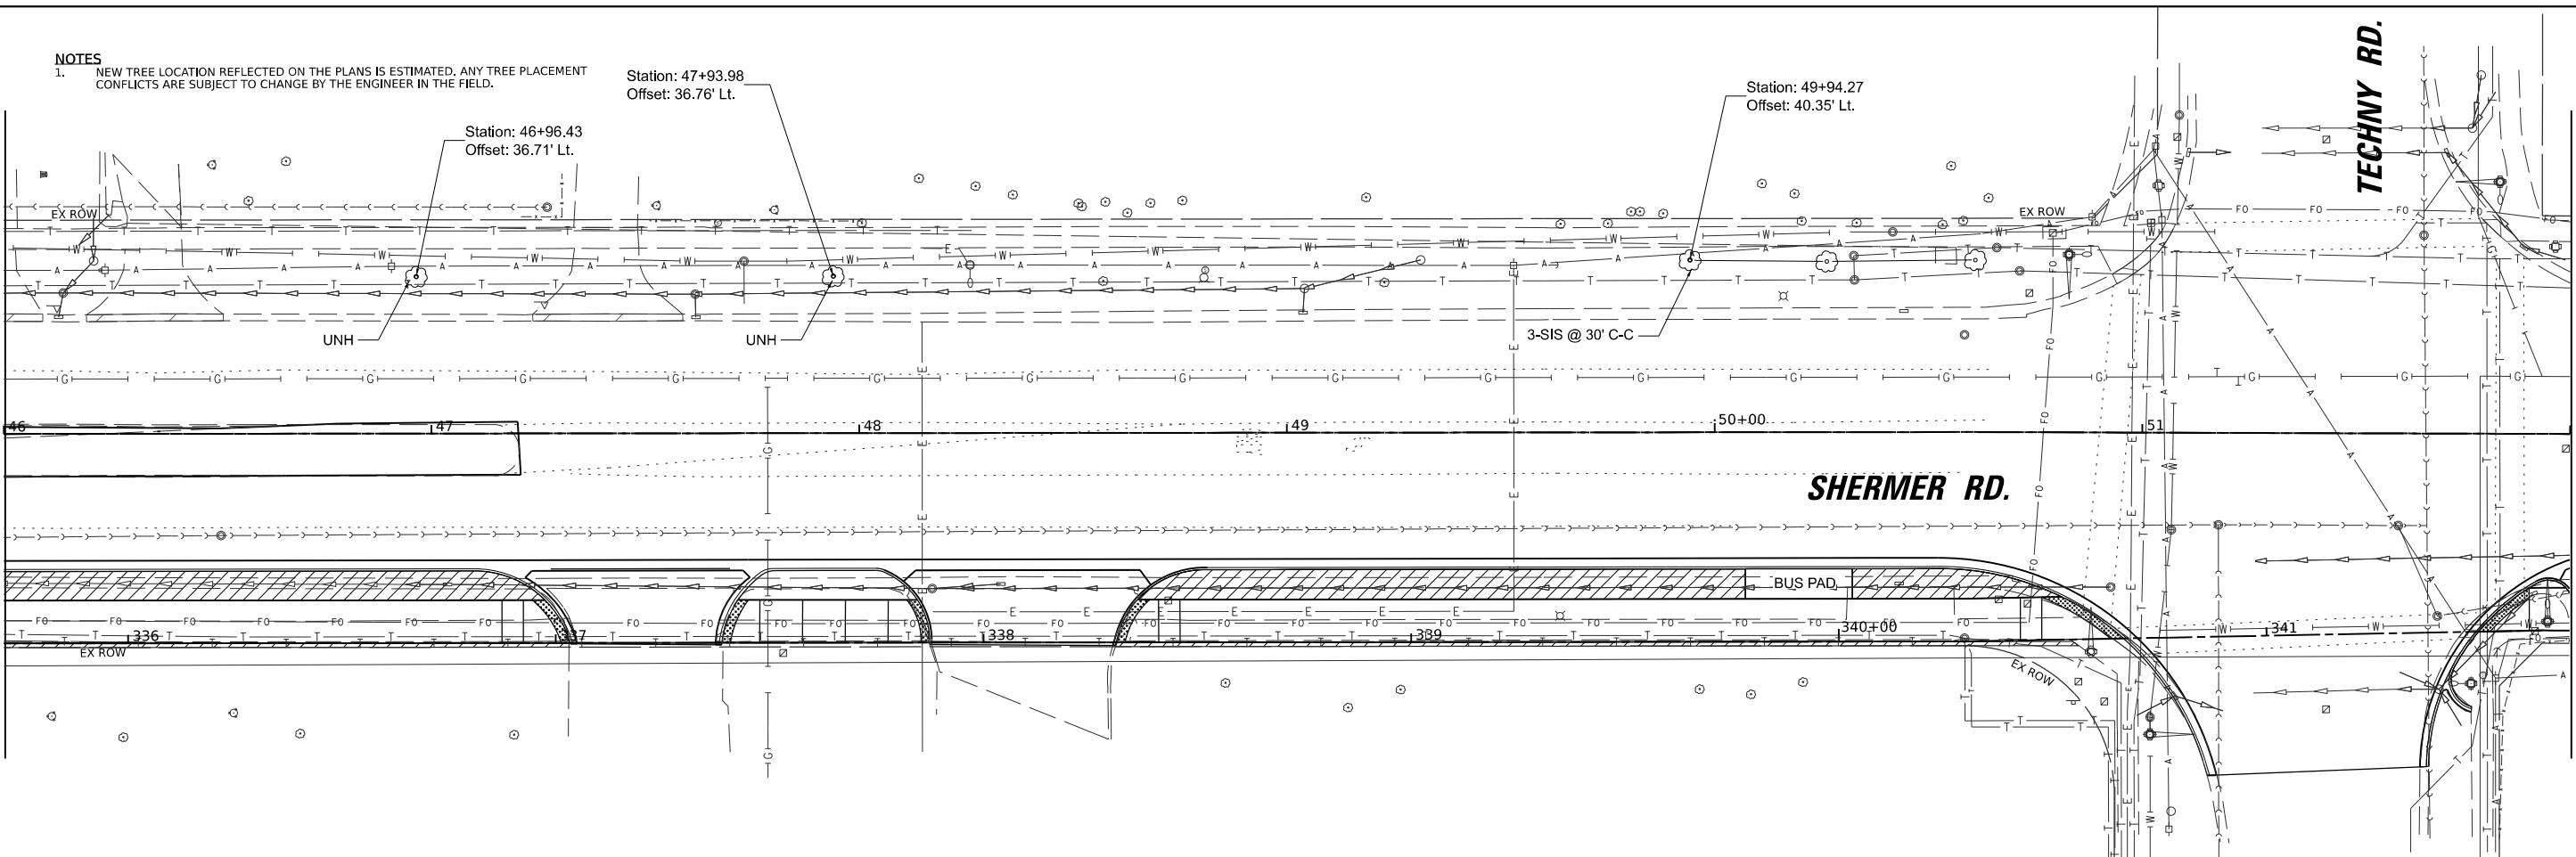 NOTES
1. NEW TREE LOCATION REFLECTED ON THE PLANS IS ESTIMATED. ANY TREE PLACEMENT
CONFLICTS ARE SUBJECT TO CHANGE BY THE ENGINEER IN THE FIELD.
Station: 46+96.43
Offset: 36.71' Lt.
Station: 47+93.98
Offset: 36.76' Lt.
Station: 49+94.27
Offset: 40.35' Lt.
TECHNY RD.
EX ROW
EX ROW
UNH
UNH
3-SIS @ 30' C-C
46
47
48
49
50+00
51
SHERMER RD.
BUS PAD
336
337
338
339
340+00
341
EX ROW
EX ROW